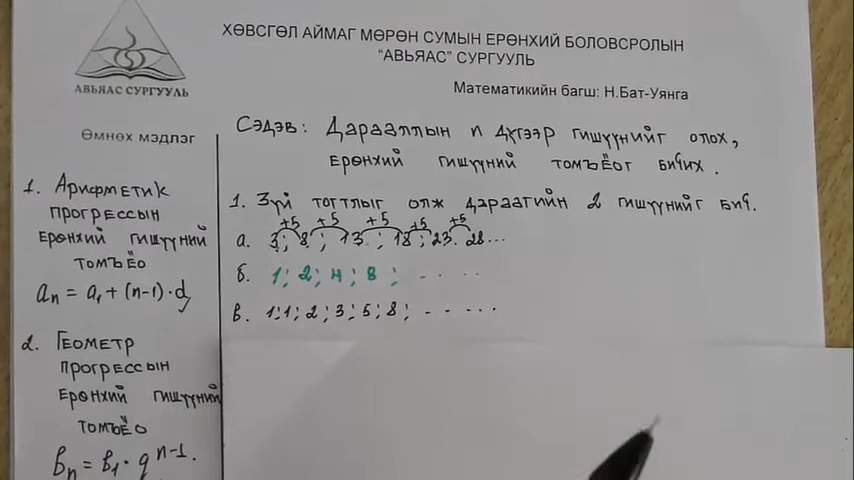 ХӨВСГӨЛ АЙМАГ МӨРӨН СУМЫН ЕРӨНХИЙ БОЛОВСРОЛЫН
“АВЬЯАС” СУРГУУЛЬ
АВЬЯАС СУРГУУЛЬ
Математикийн багш: Н.Бат-Уянга
Өмнөх мэдлэг
1. Арифметик
прогрессын
ерөнхий гишүүний
томъёо
aₙ = a₁ + (n-1) · d
2. Геометр
прогрессын
ерөнхий гишүүний
томъёо
Bₙ = B₁ · qⁿ⁻¹.
Сэдэв: Дарааллын n дүгээр гишүүнийг олох,
ерөнхий гишүүний томъёог бичих.
1. Зүй тогтлыг олж дараагийн 2 гишүүнийг бич.
+5 +5 +5 +5 +5
а. 3; 8; 13; 18; 23. 28...
б. 1; 2; 4; 8; - - - -
в. 1; 1; 2; 3; 5; 8; - - - - -